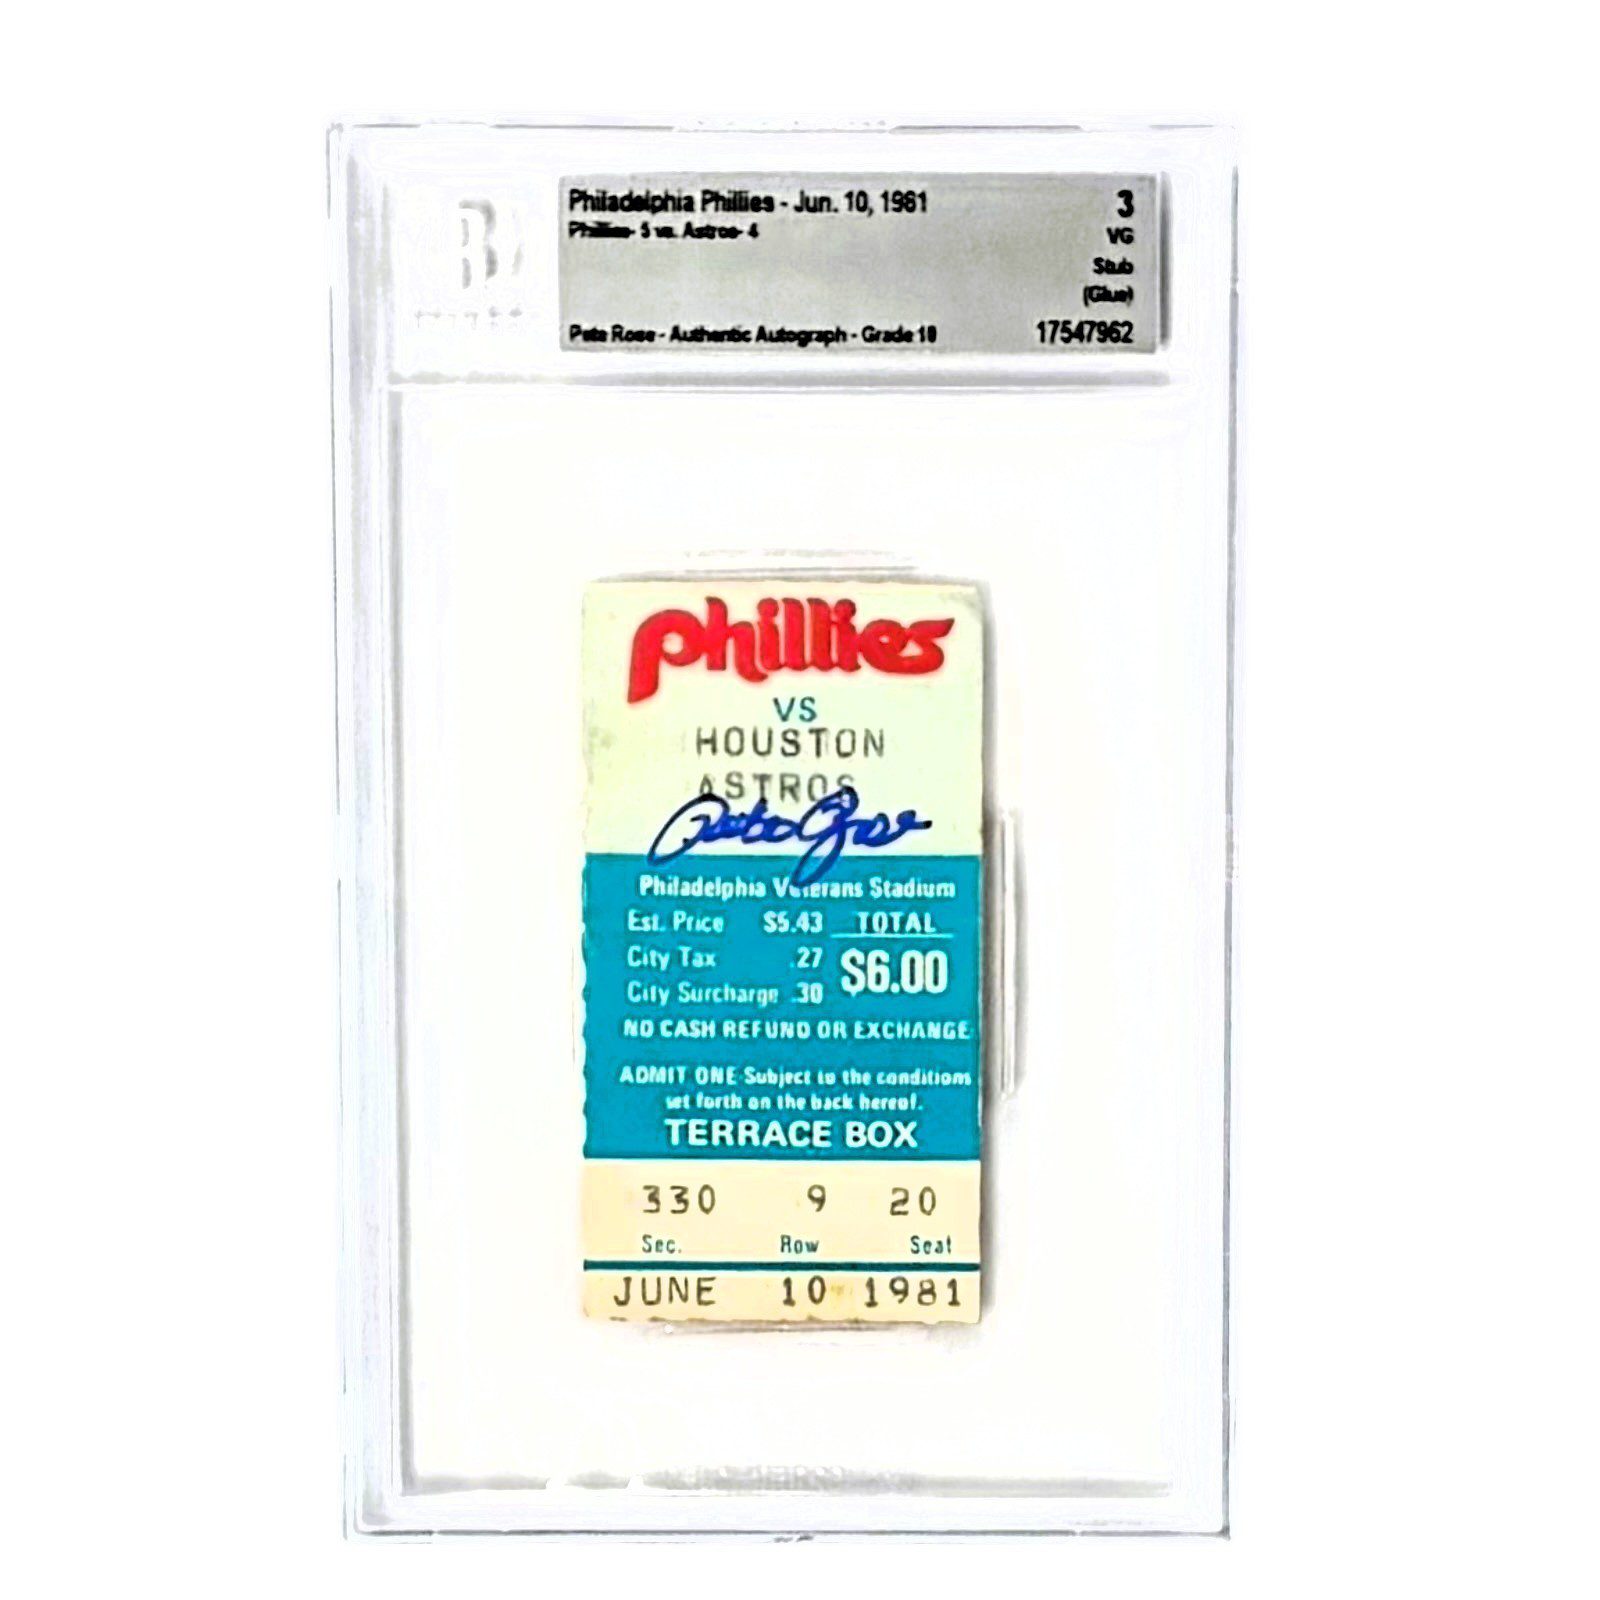 Philadelphia Phillies - Jun. 10, 1981 3
Phillies- 5 vs. Astros- 4 VG
Stub
(Glue)
Pete Rose - Authentic Autograph - Grade 10 17547962
phillies
VS
HOUSTON
ASTROS
Pete Rose
Philadelphia Veterans Stadium
Est. Price $5.43 TOTAL
City Tax .27 $6.00
City Surcharge .30
NO CASH REFUND OR EXCHANGE
ADMIT ONE Subject to the conditions
set forth on the back hereof.
TERRACE BOX
330 9 20
Sec. Row Seat
JUNE 10 1981